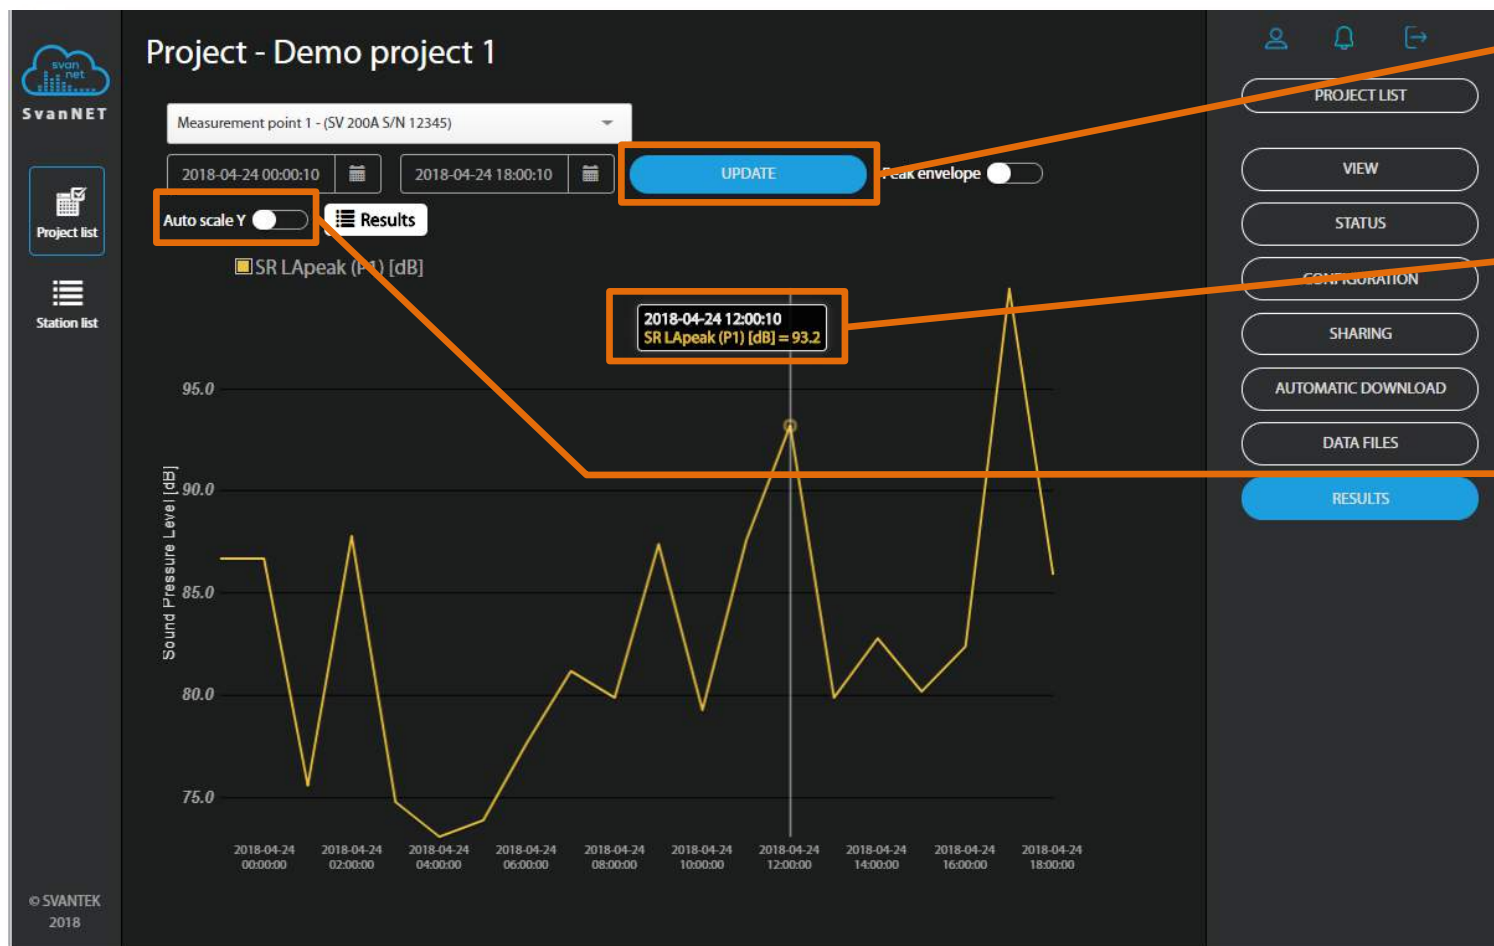 svan
net
SvanNET
Project list
Station list
© SVANTEK
2018
Project - Demo project 1
Measurement point 1 - (SV 200A S/N 12345)
2018-04-24 00:00:10 2018-04-24 18:00:10 UPDATE Peak envelope
Auto scale Y Results
SR LApeak (P1) [dB]
2018-04-24 12:00:10
SR LApeak (P1) [dB] = 93.2
Sound Pressure Level [dB]
95.0
90.0
85.0
80.0
75.0
2018-04-24 2018-04-24 2018-04-24 2018-04-24 2018-04-24 2018-04-24 2018-04-24 2018-04-24 2018-04-24 2018-04-24
00:00:00 02:00:00 04:00:00 06:00:00 08:00:00 10:00:00 12:00:00 14:00:00 16:00:00 18:00:00
PROJECT LIST
VIEW
STATUS
CONFIGURATION
SHARING
AUTOMATIC DOWNLOAD
DATA FILES
RESULTS